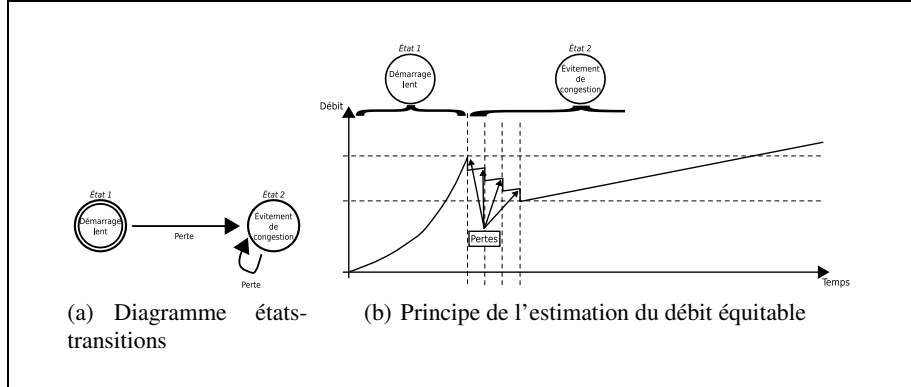 État 1
Démarrage
lent
Perte
État 2
Évitement
de
congestion
Perte
(a) Diagramme états-
transitions
État 1
Démarrage
lent
État 2
Évitement
de
congestion
Débit
Pertes
Temps
(b) Principe de l'estimation du débit équitable